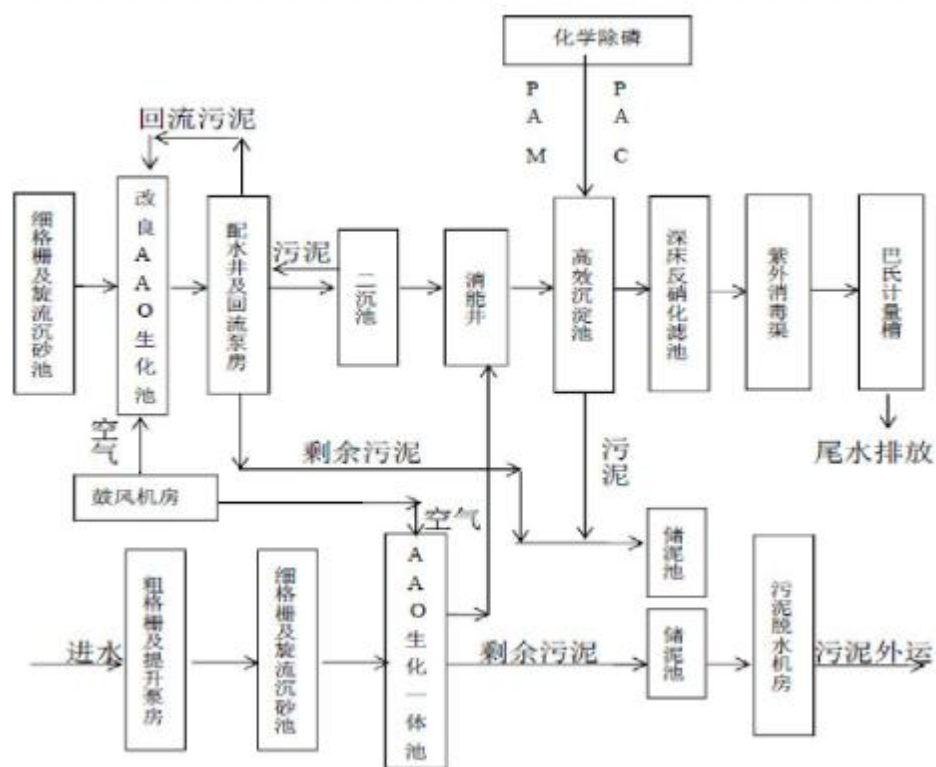 化学除磷
PAM
PAC
回流污泥
细格栅及旋流沉砂池
改良AAO生化池
配水井及回流泵房
污泥
二沉池
消能井
高效沉淀池
深床反硝化滤池
紫外消毒渠
巴氏计量槽
空气
剩余污泥
污泥
尾水排放
鼓风机房
空气
储泥池
进水
粗格栅及提升泵房
细格栅及旋流沉砂池
AAO生化一体池
剩余污泥
储泥池
污泥脱水机房
污泥外运